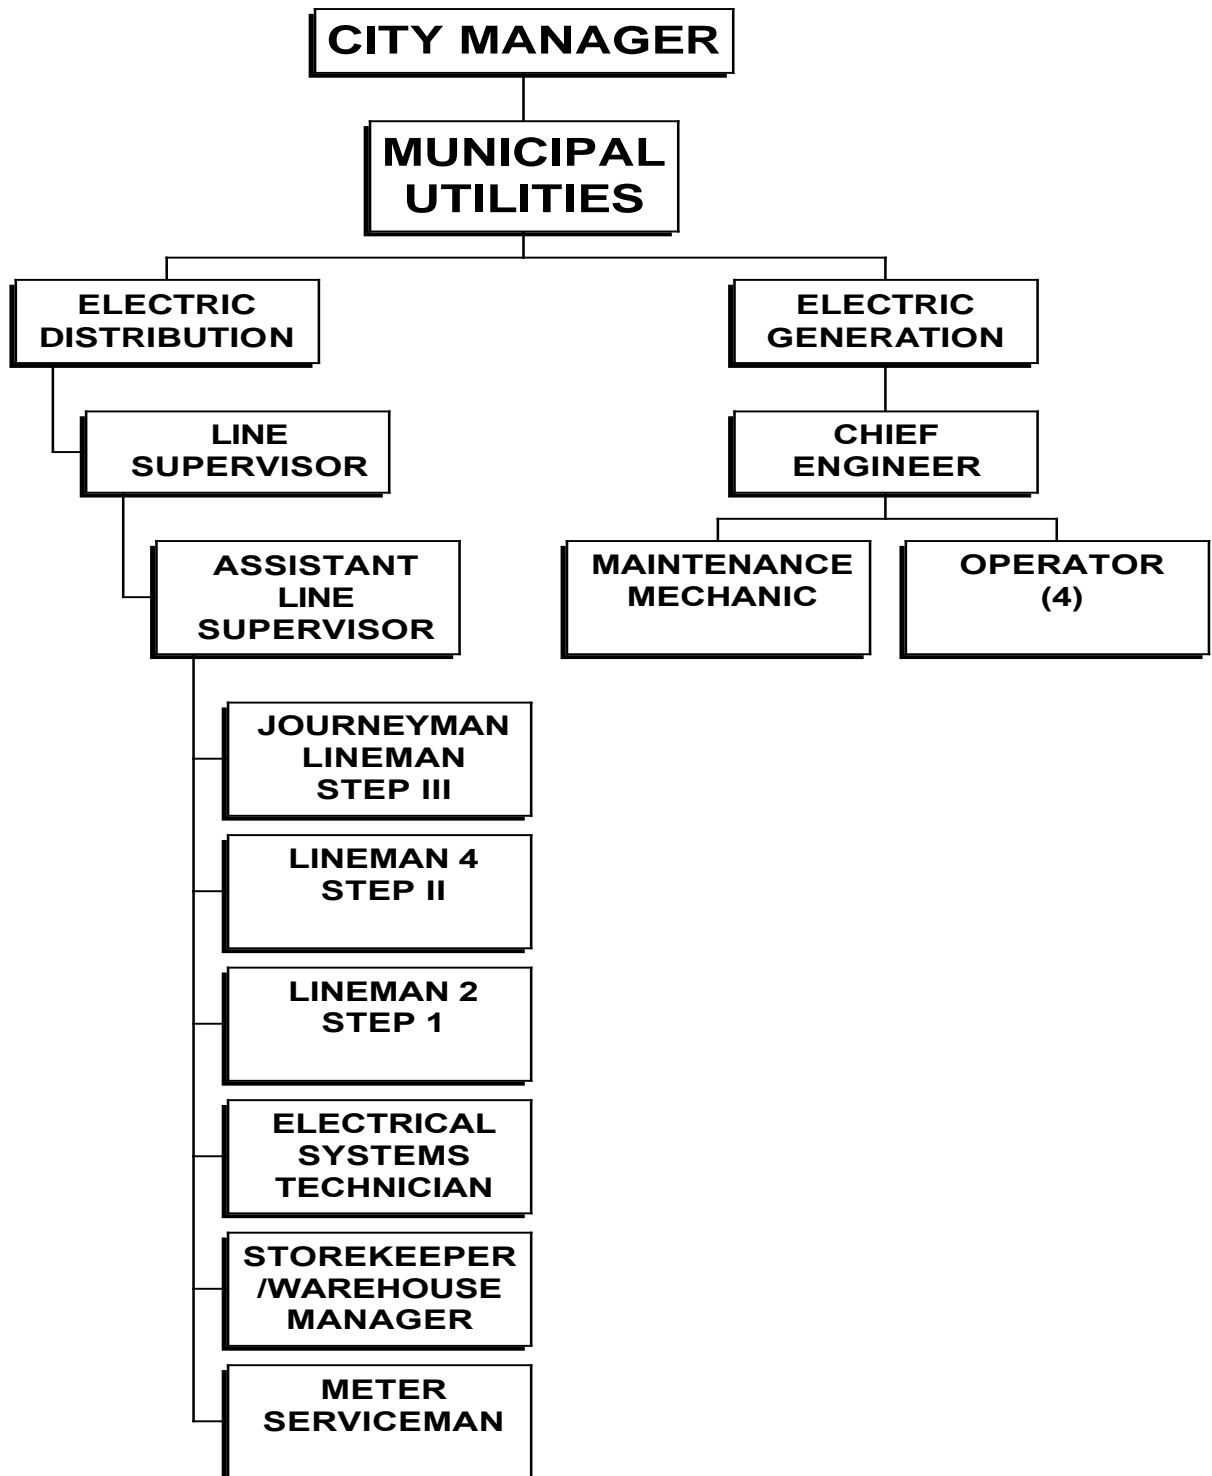 CITY MANAGER
MUNICIPAL
UTILITIES
ELECTRIC
DISTRIBUTION
LINE
SUPERVISOR
ASSISTANT
LINE
SUPERVISOR
JOURNEYMAN
LINEMAN
STEP III
LINEMAN 4
STEP II
LINEMAN 2
STEP 1
ELECTRICAL
SYSTEMS
TECHNICIAN
STOREKEEPER
/WAREHOUSE
MANAGER
METER
SERVICEMAN
ELECTRIC
GENERATION
CHIEF
ENGINEER
MAINTENANCE
MECHANIC
OPERATOR
(4)